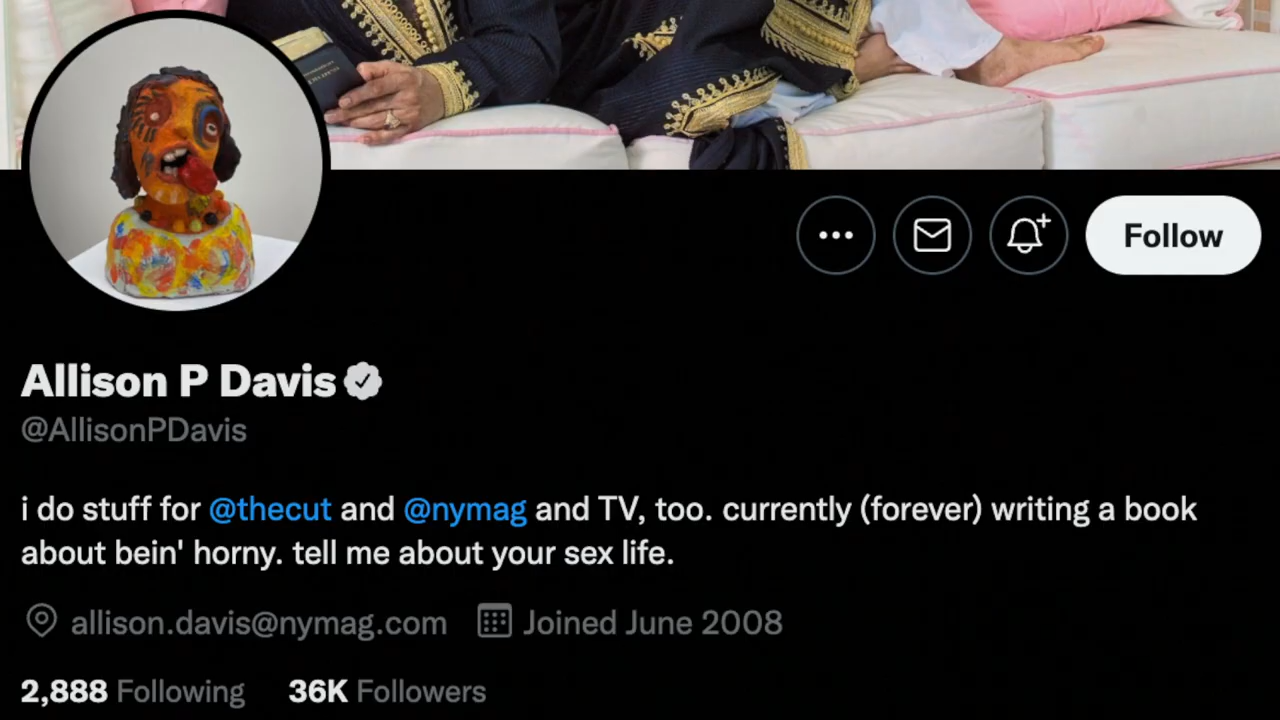 Follow
Allison P Davis
@AllisonPDavis
i do stuff for @thecut and @nymag and TV, too. currently (forever) writing a book
about bein' horny. tell me about your sex life.
allison.davis@nymag.com Joined June 2008
2,888 Following 36K Followers